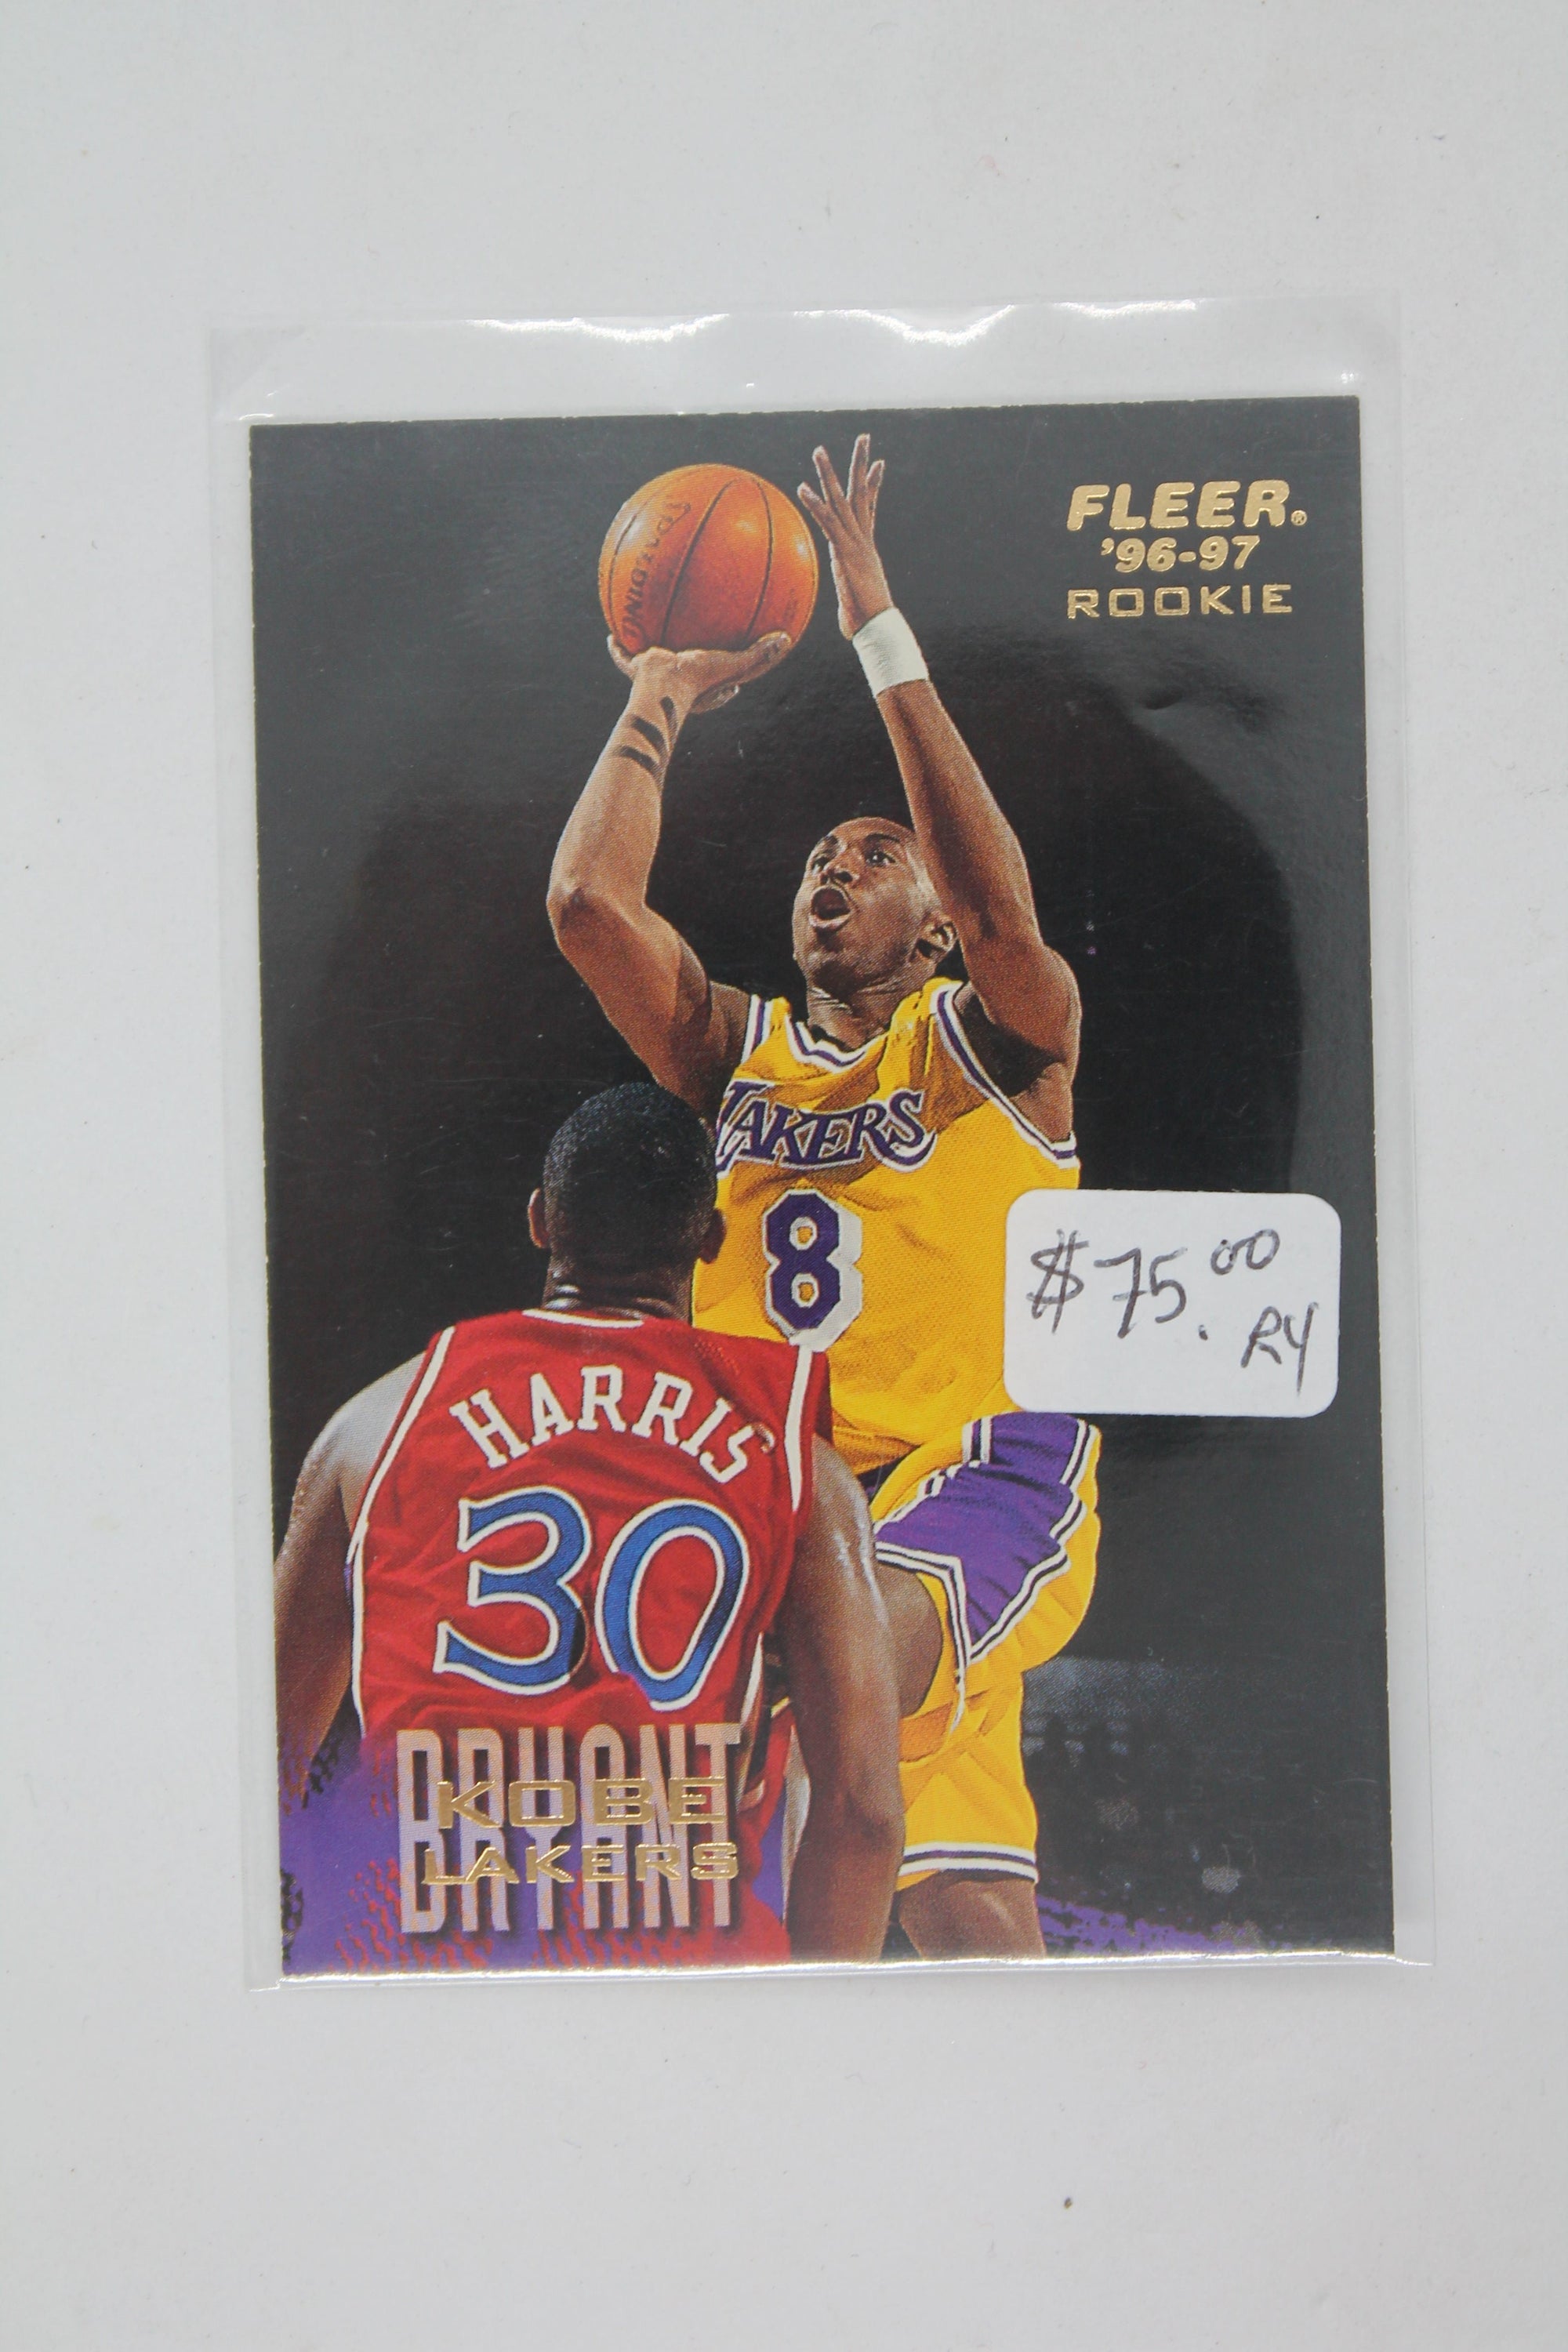 FLEER®
'96-97
ROOKIE
LAKERS
8
$75.00
RY
HARRIS
30
BRYANT
KOBE
LAKERS